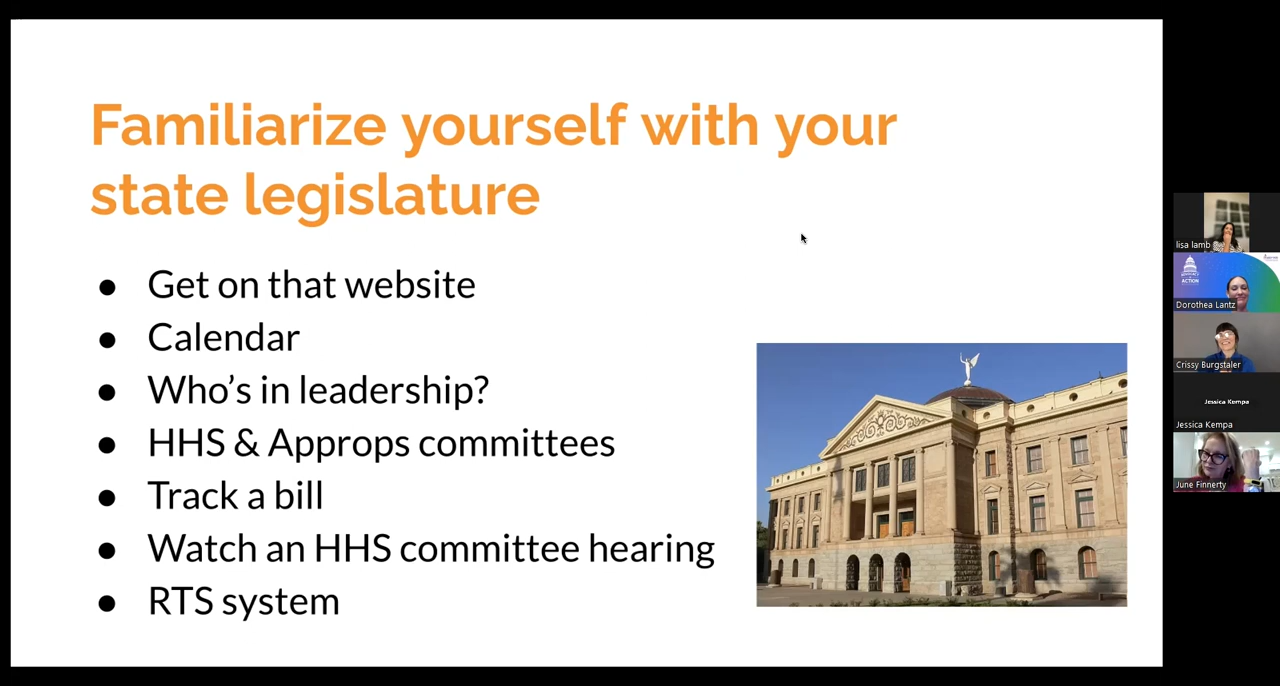 Familiarize yourself with your
state legislature
● Get on that website
● Calendar
● Who’s in leadership?
● HHS & Approps committees
● Track a bill
● Watch an HHS committee hearing
● RTS system
lisa lamb
ACTION
Dorothea Lantz
Crissy Burgstaler
Jessica Kempa
Jessica Kempa
June Finnerty